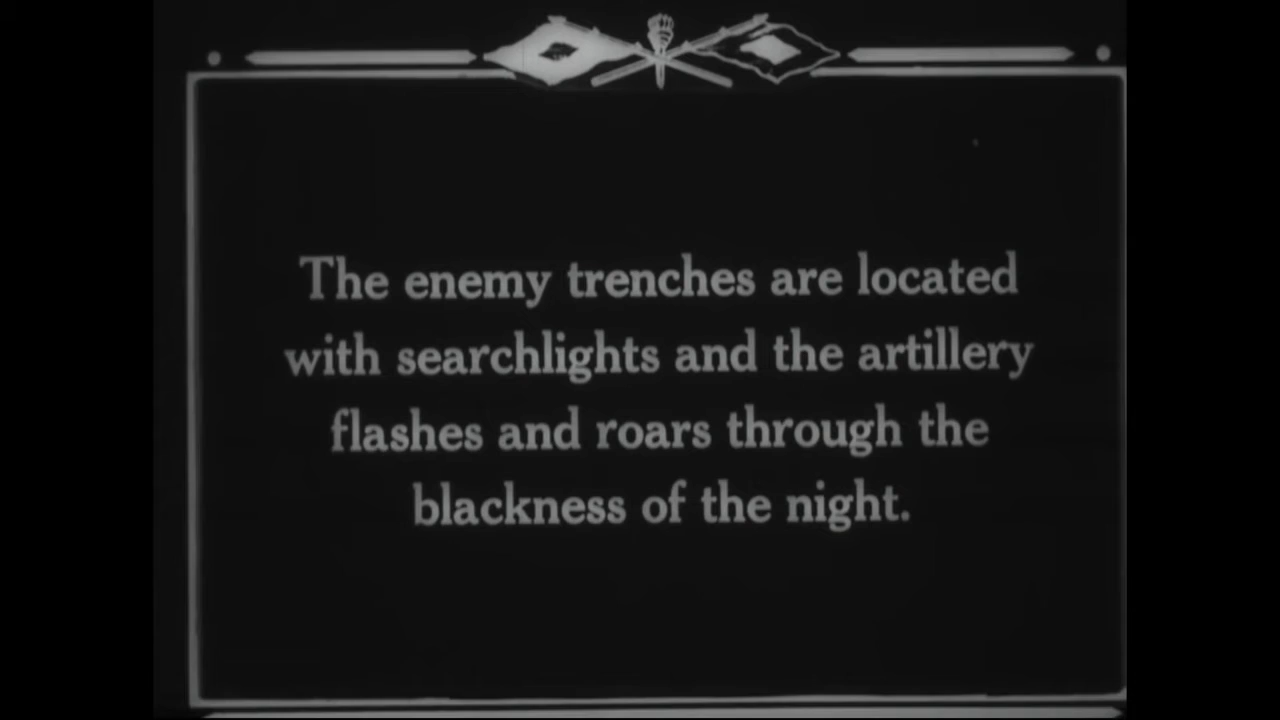 The enemy trenches are located
with searchlights and the artillery
flashes and roars through the
blackness of the night.